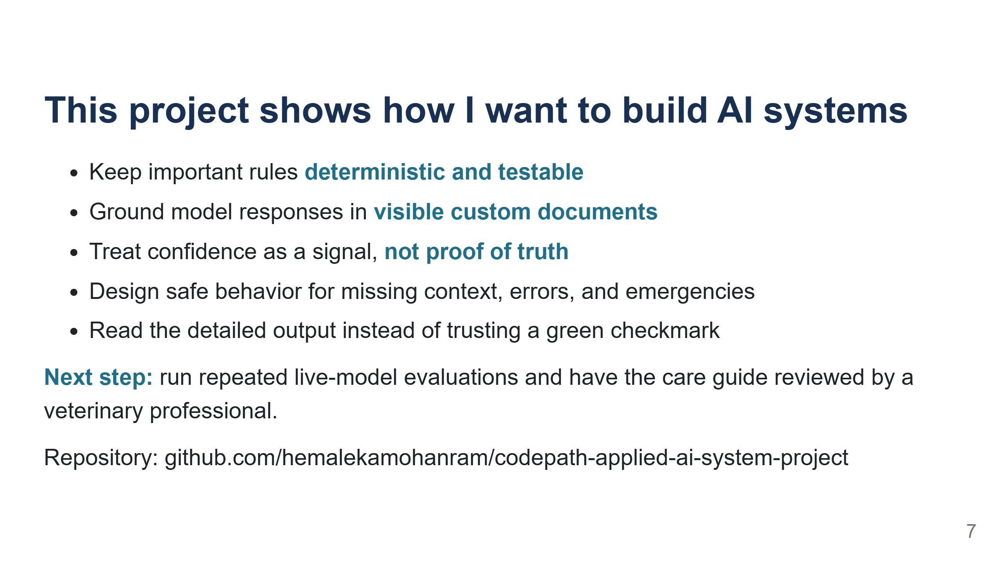 This project shows how I want to build AI systems
• Keep important rules deterministic and testable
• Ground model responses in visible custom documents
• Treat confidence as a signal, not proof of truth
• Design safe behavior for missing context, errors, and emergencies
• Read the detailed output instead of trusting a green checkmark
Next step: run repeated live-model evaluations and have the care guide reviewed by a
veterinary professional.
Repository: github.com/hemalekamohanram/codepath-applied-ai-system-project
7